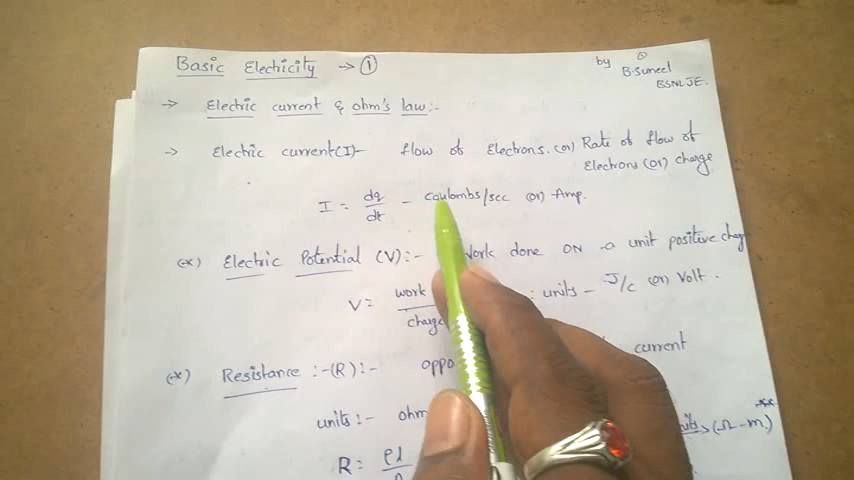 Basic Electricity → ①
by B.Suneel
BSNL JE.
→ Electric current & ohm's law:-
→ Electric current(I)- flow of Electrons. (or) Rate of flow of Electrons (or) charge
I = dq/dt - coulombs/sec (or) Amp.
(*) Electric Potential (V):- Work done ON a unit positive charge
V = work/charge : units - J/c (or) Volt.
(*) Resistance :-(R):- current
units:- ohm (Ω-m)
R = ρl